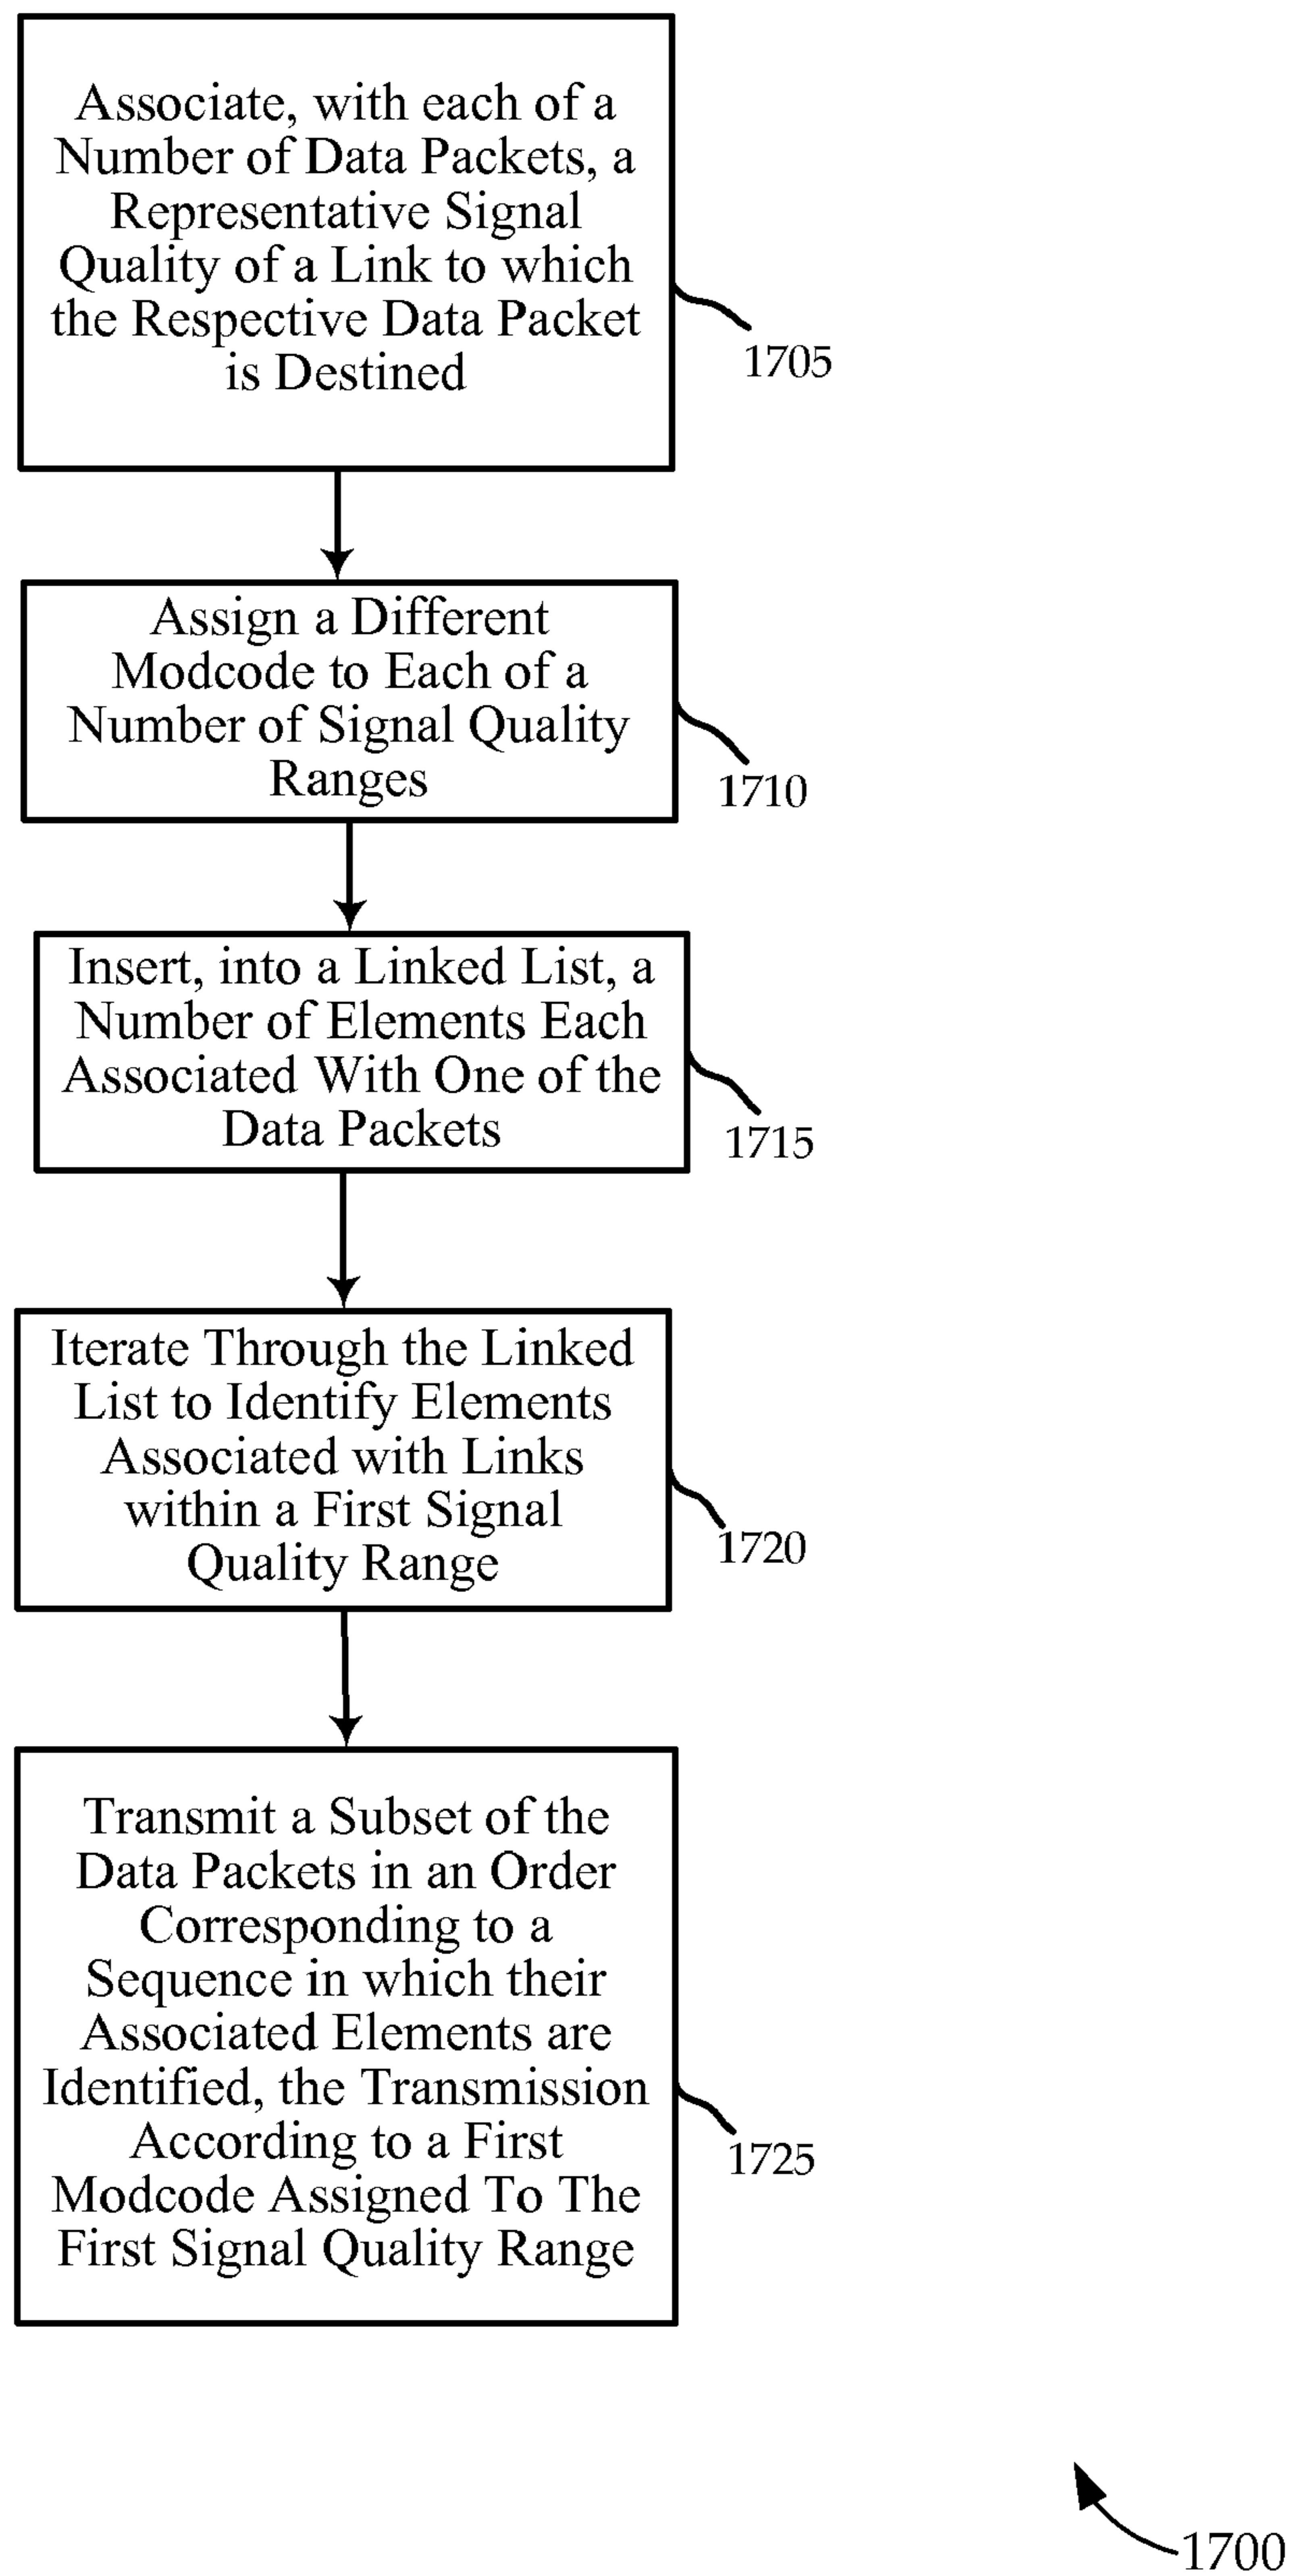 Associate, with each of a
Number of Data Packets, a
Representative Signal
Quality of a Link to which
the Respective Data Packet
is Destined
1705
Assign a Different
Modcode to Each of a
Number of Signal Quality
Ranges
1710
Insert, into a Linked List, a
Number of Elements Each
Associated With One of the
Data Packets
1715
Iterate Through the Linked
List to Identify Elements
Associated with Links
within a First Signal
Quality Range
1720
Transmit a Subset of the
Data Packets in an Order
Corresponding to a
Sequence in which their
Associated Elements are
Identified, the Transmission
According to a First
Modcode Assigned To The
First Signal Quality Range
1725
1700